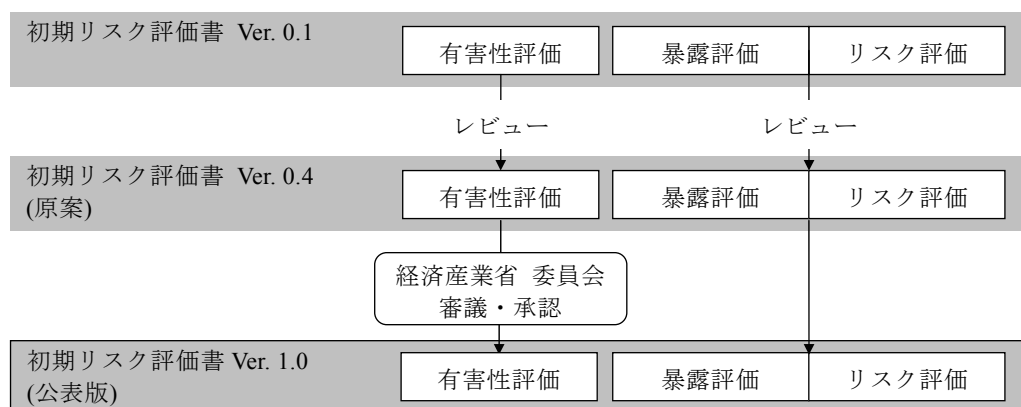 初期リスク評価書 Ver. 0.1
有害性評価 暴露評価 リスク評価
レビュー レビュー
初期リスク評価書 Ver. 0.4
(原案)
有害性評価 暴露評価 リスク評価
経済産業省 委員会
審議・承認
初期リスク評価書 Ver. 1.0
(公表版)
有害性評価 暴露評価 リスク評価